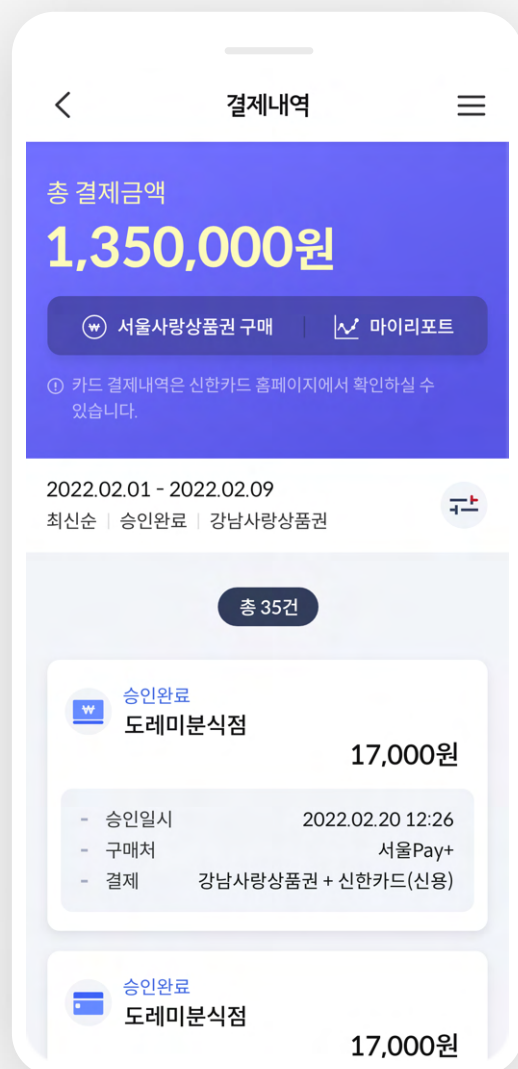 결제내역
총 결제금액
1,350,000원
서울사랑상품권 구매 마이리포트
카드 결제내역은 신한카드 홈페이지에서 확인하실 수
있습니다.
2022.02.01 - 2022.02.09
최신순 | 승인완료 | 강남사랑상품권
총 35건
승인완료
도레미분식점
17,000원
- 승인일시 2022.02.20 12:26
- 구매처 서울Pay+
- 결제 강남사랑상품권 + 신한카드(신용)
승인완료
도레미분식점
17,000원